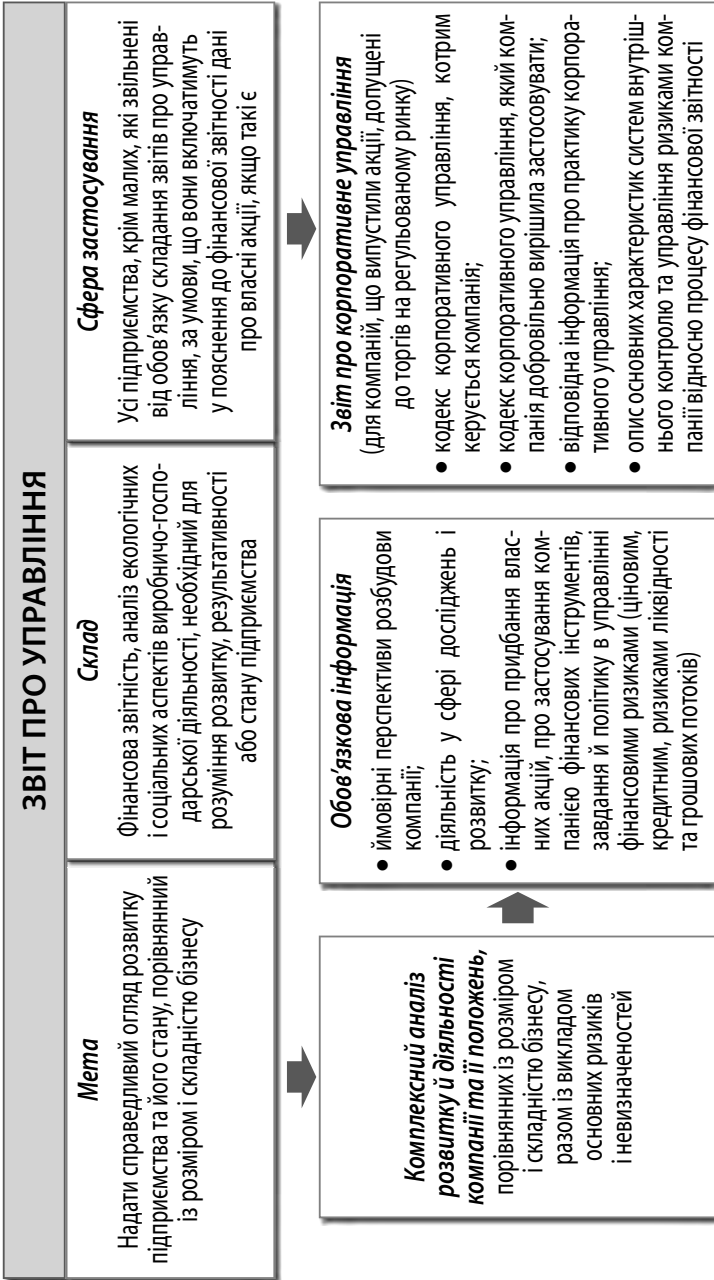 ЗВІТ ПРО УПРАВЛІННЯ
Мета
Надати справедливий огляд розвитку
підприємства та його стану, порівнянний
із розміром і складністю бізнесу
Склад
Фінансова звітність, аналіз екологічних
і соціальних аспектів виробничо-госпо-
дарської діяльності, необхідний для
розуміння розвитку, результативності
або стану підприємства
Сфера застосування
Усі підприємства, крім малих, які звільнені
від обов’язку складання звітів про управ-
ління, за умови, що вони включатимуть
у пояснення до фінансової звітності дані
про власні акції, якщо такі є
Комплексний аналіз
розвитку й діяльності
компанії та її положень,
порівнянних із розміром
і складністю бізнесу,
разом із викладом
основних ризиків
і невизначеностей
Обов’язкова інформація
● ймовірні перспективи розбудови
компанії;
● діяльність у сфері досліджень і
розвитку;
● інформація про придбання влас-
них акцій, про застосування ком-
панією фінансових інструментів,
завдання й політику в управлінні
фінансовими ризиками (ціновим,
кредитним, ризиками ліквідності
та грошових потоків)
Звіт про корпоративне управління
(для компаній, що випустили акції, допущені
до торгів на регульованому ринку)
● кодекс корпоративного управління, котрим
керується компанія;
● кодекс корпоративного управління, який ком-
панія добровільно вирішила застосовувати;
● відповідна інформація про практику корпора-
тивного управління;
● опис основних характеристик систем внутріш-
нього контролю та управління ризиками ком-
панії відносно процесу фінансової звітності